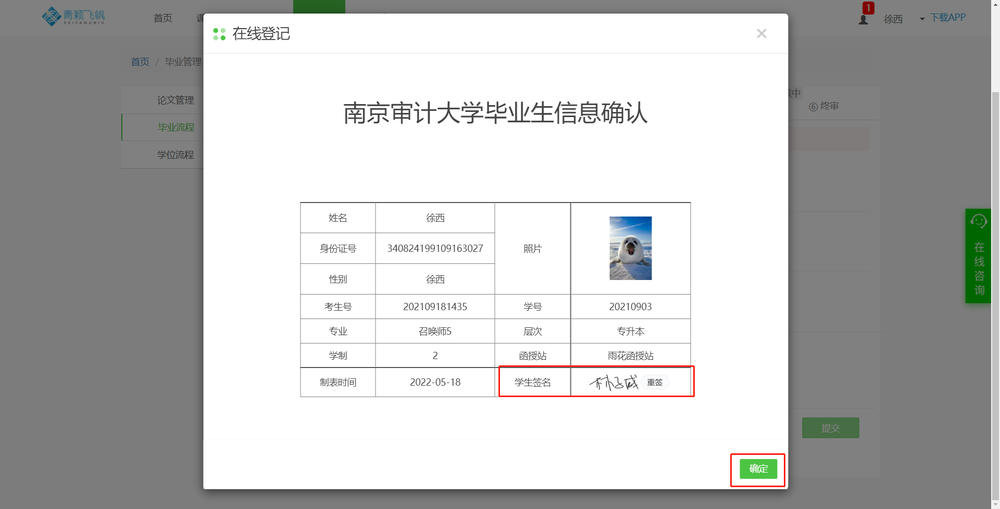 青颖飞帆
FEIFANUNIV
首页
1
徐西
下载APP
首页 / 毕业管理
论文管理
毕业流程
学位流程
⑥ 终审
在线登记
×
南京审计大学毕业生信息确认
姓名 徐西 照片
身份证号 340824199109163027
性别 徐西
考生号 202109181435 学号 20210903
专业 召唤师5 层次 专升本
学制 2 函授站 雨花函授站
制表时间 2022-05-18 学生签名 重签
提交
确定
在线咨询